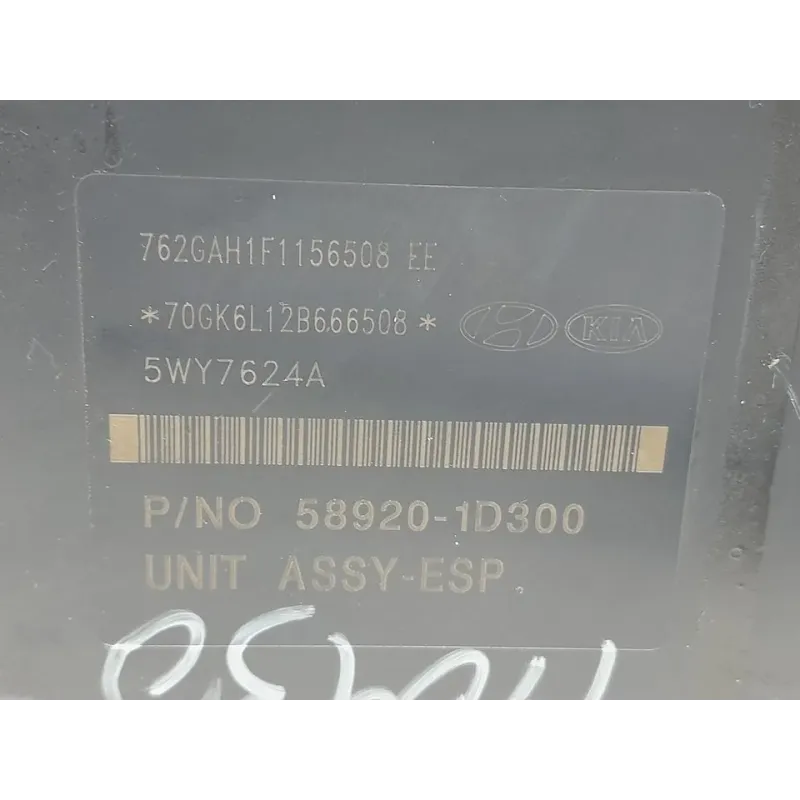 762GAH1F1156508 EE
*70GK6L12B666508*
KIA
5WY7624A
P/NO 58920-1D300
UNIT ASSY-ESP